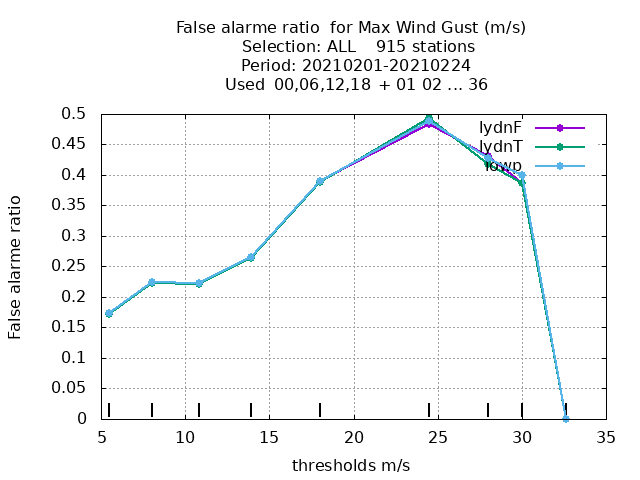 False alarme ratio  for Max Wind Gust (m/s)
Selection: ALL    915 stations
Period: 20210201-20210224
Used  00,06,12,18  + 01 02 ... 36
0.5
0.45
0.4
0.35
0.3
0.25
0.2
0.15
0.1
0.05
0
False alarme ratio
lydnF
lydnT
lowp
5 10 15 20 25 30 35
thresholds m/s